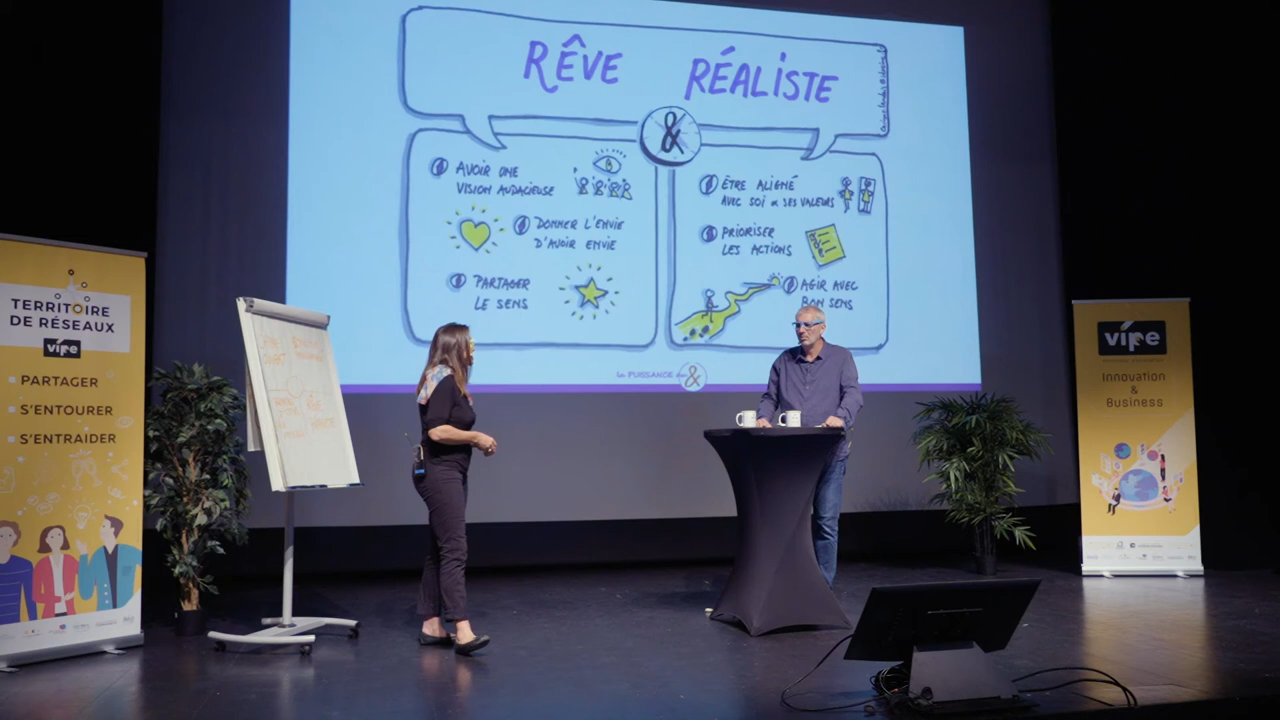 RÊVE RÉALISTE
&
AVOIR UNE
VISION AUDACIEUSE
DONNER L'ENVIE
D'AVOIR ENVIE
PARTAGER
LE SENS
ÊTRE ALIGNÉ
AVEC SOI & SES VALEURS
PRIORISER
LES ACTIONS
AGIR AVEC
BON SENS
la PUISSANCE du &
TERRITOIRE
DE RÉSEAUX
vipe
PARTAGER
S'ENTOURER
S'ENTRAIDER
vipe
Innovation
&
Business